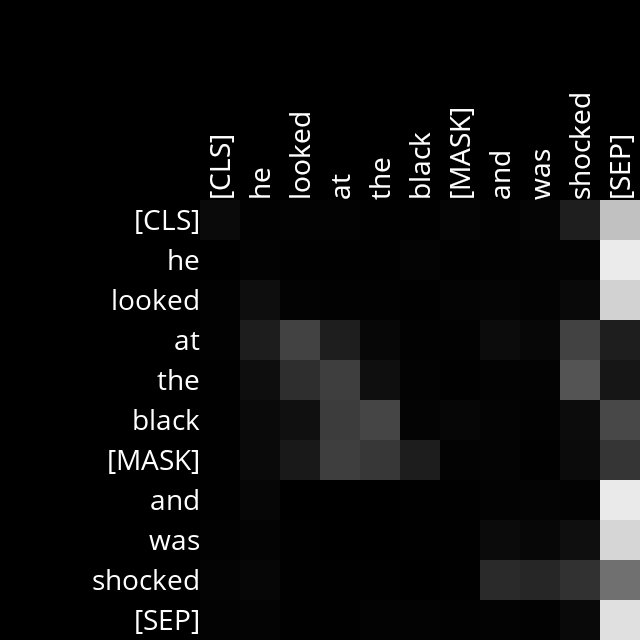 [CLS] he looked at the black [MASK] and was shocked [SEP]
[CLS]
he
looked
at
the
black
[MASK]
and
was
shocked
[SEP]